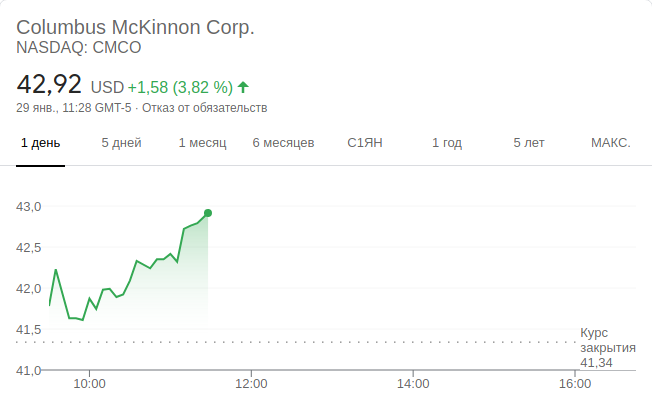 Columbus McKinnon Corp.
NASDAQ: CMCO
42,92 USD +1,58 (3,82 %)
29 янв., 11:28 GMT-5 · Отказ от обязательств
1 день 5 дней 1 месяц 6 месяцев С1ЯН 1 год 5 лет МАКС.
43,0
42,5
42,0
41,5
Курс
закрытия
41,34
41,0
10:00 12:00 14:00 16:00